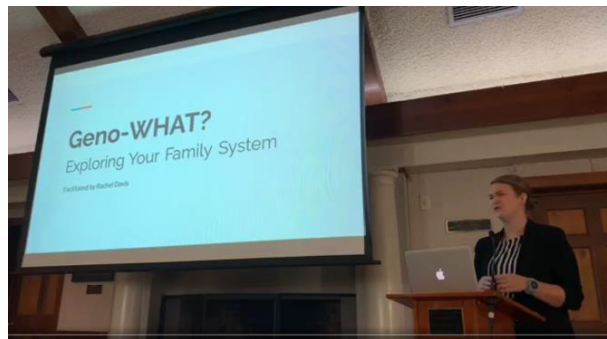 Geno-WHAT?
Exploring Your Family System
Facilitated by Rachel Davis